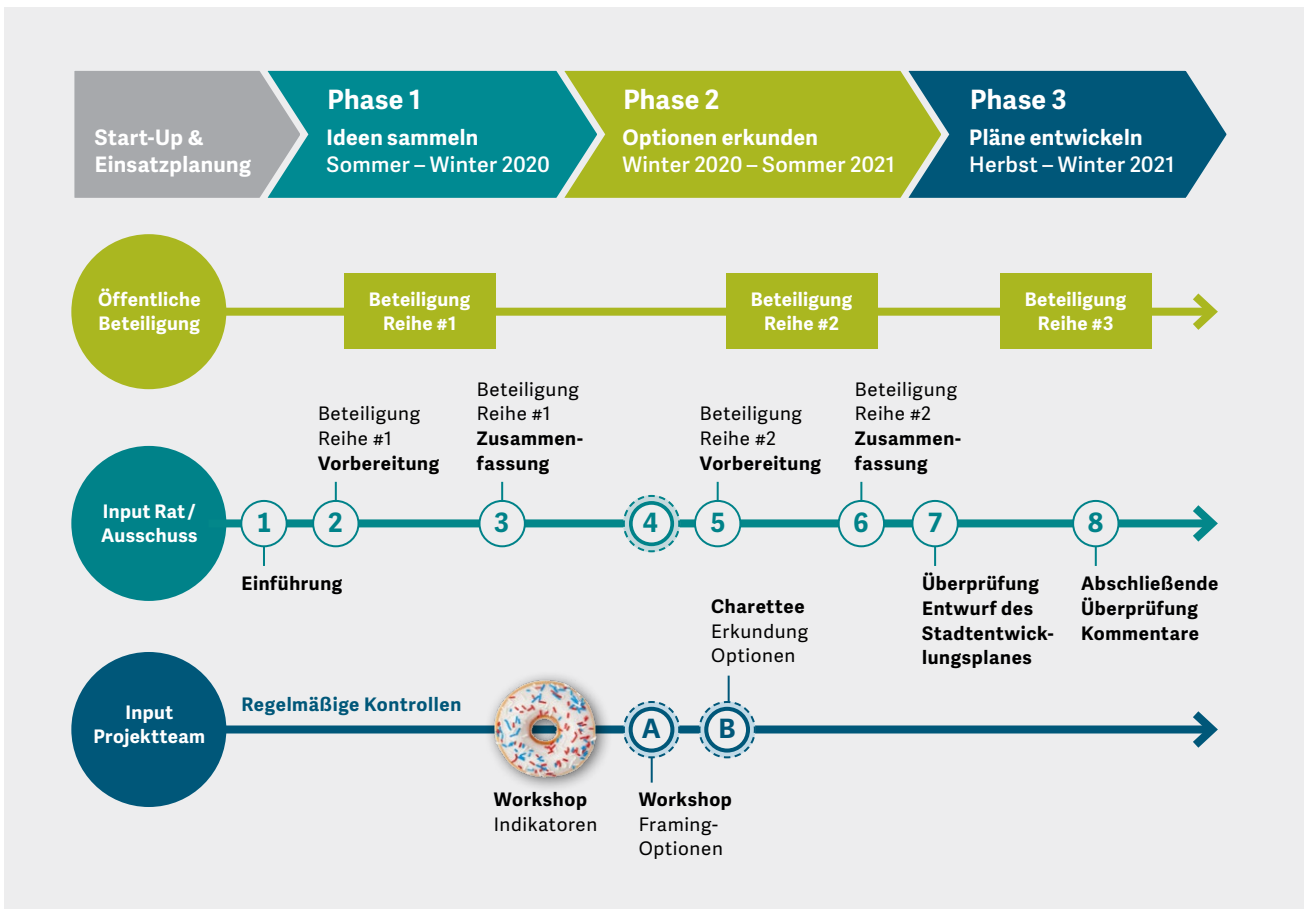 Start-Up &
Einsatzplanung
Phase 1
Ideen sammeln
Sommer – Winter 2020
Phase 2
Optionen erkunden
Winter 2020 – Sommer 2021
Phase 3
Pläne entwickeln
Herbst – Winter 2021
Öffentliche
Beteiligung
Beteiligung
Reihe #1
Beteiligung
Reihe #2
Beteiligung
Reihe #3
Input Rat /
Ausschuss
1
Einführung
Beteiligung
Reihe #1
Vorbereitung
2
Beteiligung
Reihe #1
Zusammen-
fassung
3
4
Beteiligung
Reihe #2
Vorbereitung
5
Beteiligung
Reihe #2
Zusammen-
fassung
6
7
Überprüfung
Entwurf des
Stadtentwick-
lungsplanes
8
Abschließende
Überprüfung
Kommentare
Input
Projektteam
Regelmäßige Kontrollen
Workshop
Indikatoren
A
Workshop
Framing-
Optionen
Charettee
Erkundung
Optionen
B